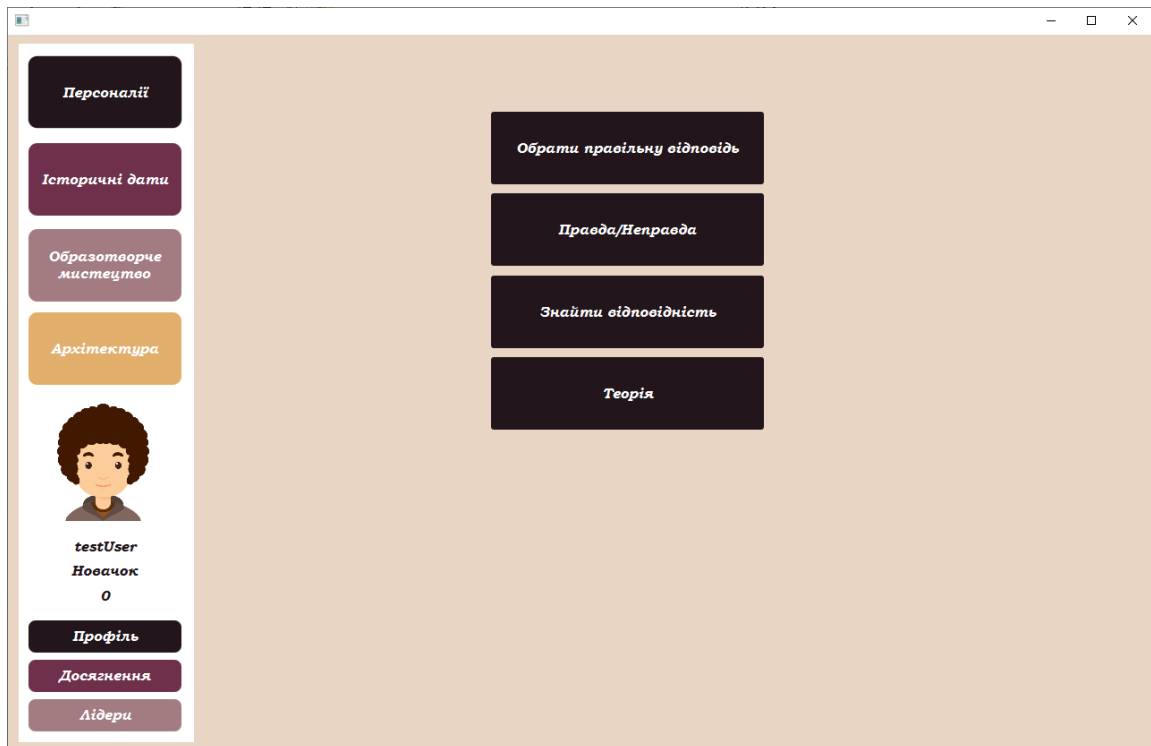 Персоналії
Історичні дати
Образотворче
мистецтво
Архітектура
testUser
Новачок
0
Профіль
Досягнення
Лідери
Обрати правільну відповідь
Правда/Неправда
Знайти відповідність
Теорія